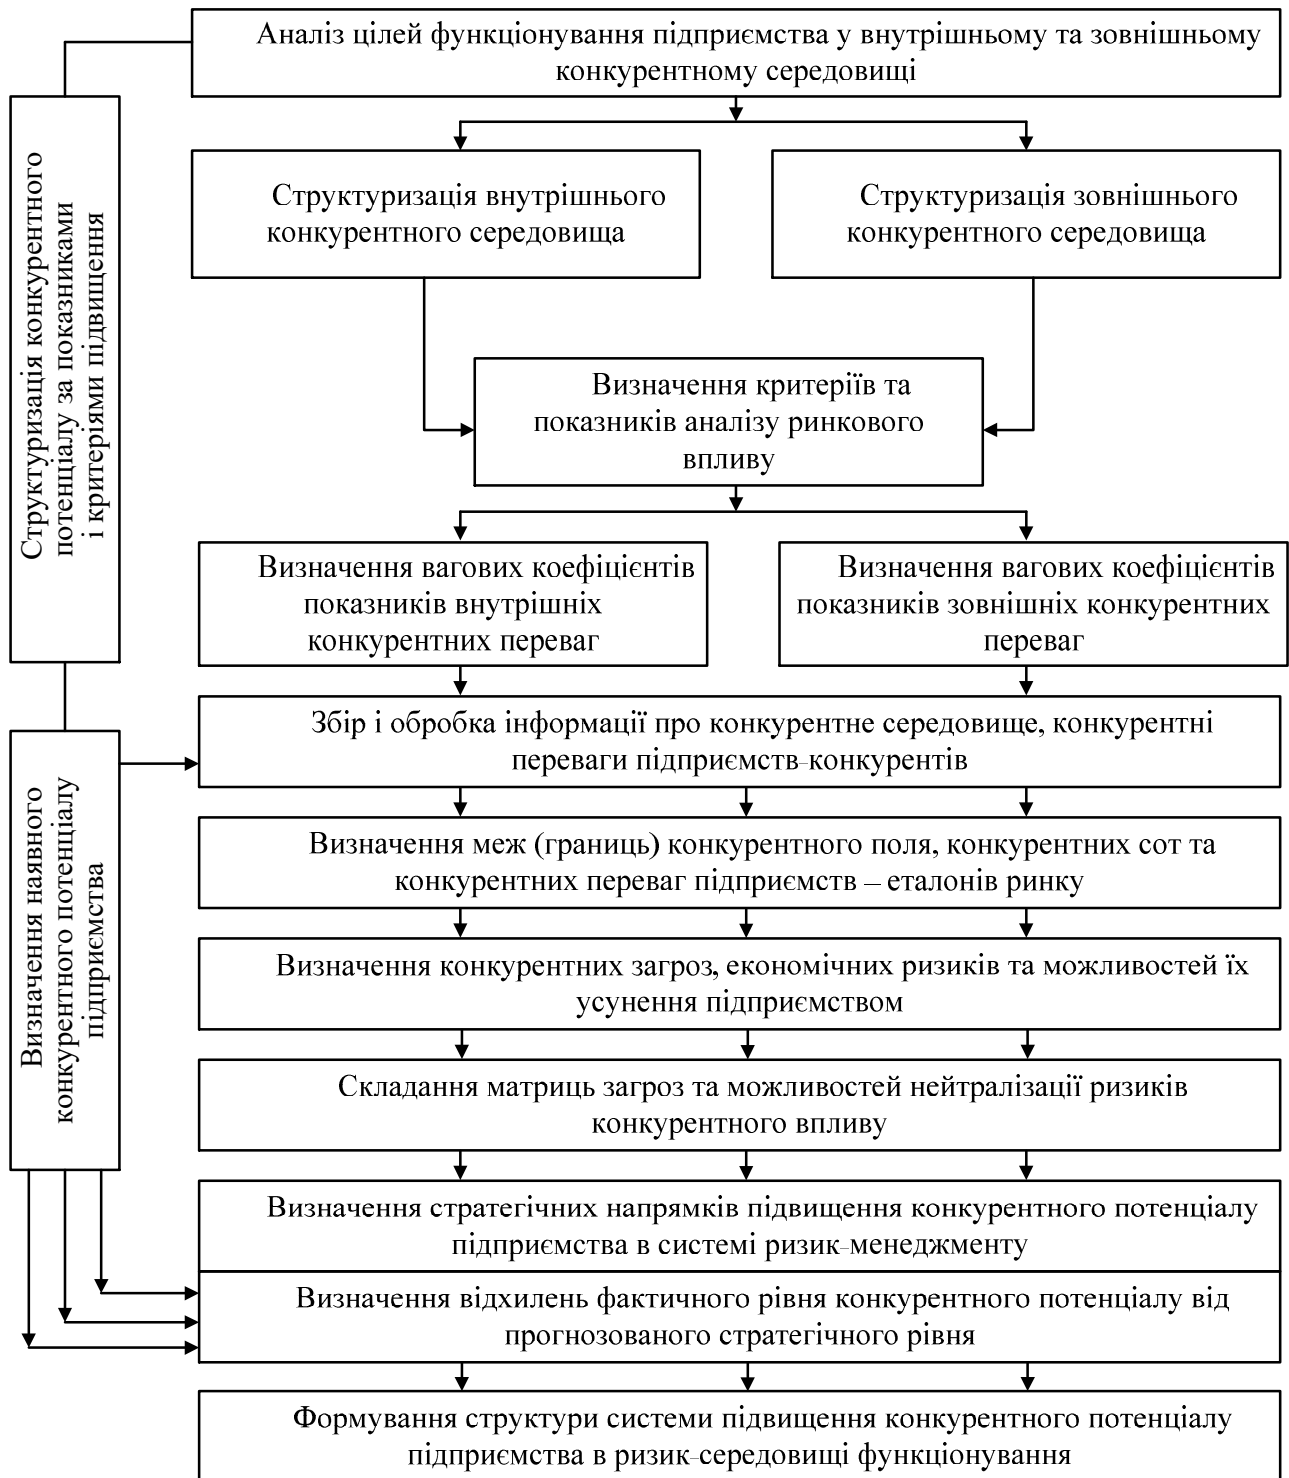 Аналіз цілей функціонування підприємства у внутрішньому та зовнішньому
конкурентному середовищі
Структуризація конкурентного
потенціалу за показниками
і критеріями підвищення
Структуризація внутрішнього
конкурентного середовища
Структуризація зовнішнього
конкурентного середовища
Визначення критеріїв та
показників аналізу ринкового
впливу
Визначення вагових коефіцієнтів
показників внутрішніх
конкурентних переваг
Визначення вагових коефіцієнтів
показників зовнішніх конкурентних
переваг
Визначення наявного
конкурентного потенціалу
підприємства
Збір і обробка інформації про конкурентне середовище, конкурентні
переваги підприємств-конкурентів
Визначення меж (границь) конкурентного поля, конкурентних сот та
конкурентних переваг підприємств – еталонів ринку
Визначення конкурентних загроз, економічних ризиків та можливостей їх
усунення підприємством
Складання матриць загроз та можливостей нейтралізації ризиків
конкурентного впливу
Визначення стратегічних напрямків підвищення конкурентного потенціалу
підприємства в системі ризик-менеджменту
Визначення відхилень фактичного рівня конкурентного потенціалу від
прогнозованого стратегічного рівня
Формування структури системи підвищення конкурентного потенціалу
підприємства в ризик-середовищі функціонування